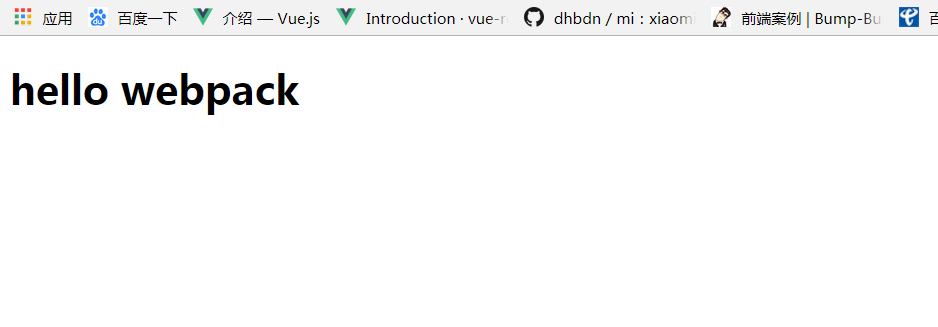 应用 百度一下 介绍 — Vue.js Introduction · vue-r dhbdn / mi：xiaomi 前端案例 | Bump-Bu
hello webpack